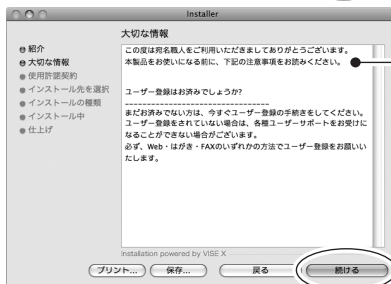 Installer
大切な情報
紹介
大切な情報
使用許諾契約
インストール先を選択
インストールの種類
インストール中
仕上げ
この度は宛名職人をご利用いただきましてありがとうございます。
本製品をお使いになる前に、下記の注意事項をお読みください。
ユーザー登録はお済みでしょうか?
------------------------------------
まだお済みでない方は、今すぐユーザー登録の手続きをしてください。
ユーザー登録をされていない場合は、各種ユーザーサポートをお受けに
なることができない場合がございます。
必ず、Web・はがき・FAXのいずれかの方法でユーザー登録をお願いい
たします。
Installation powered by VISE X
プリント... 保存... 戻る 続ける